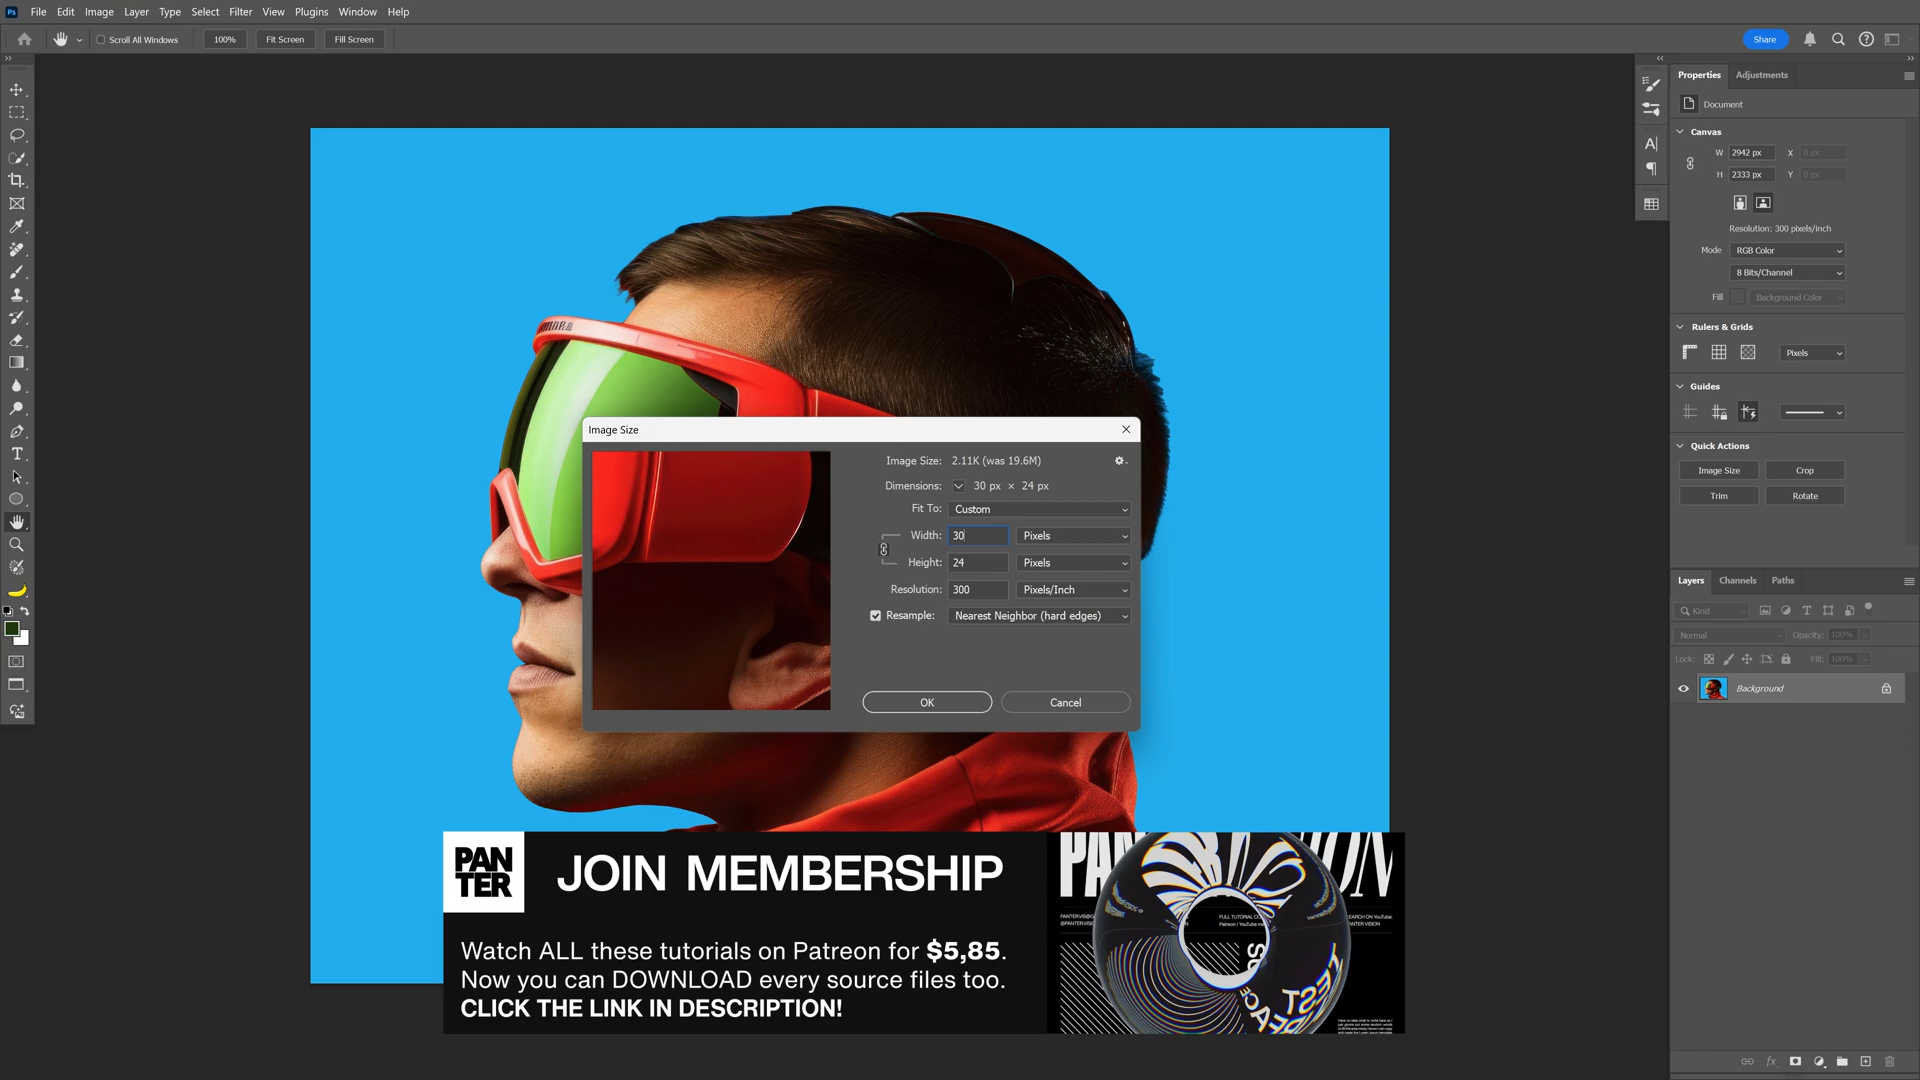 Ps File Edit Image Layer Type Select Filter View Plugins Window Help
Scroll All Windows 100% Fit Screen Fill Screen
Share
Properties Adjustments
Document
Canvas
W 2942 px X 0 px
H 2333 px Y 0 px
Resolution: 300 pixels/inch
Mode RGB Color
8 Bits/Channel
Fill Background Color
Rulers & Grids
Pixels
Guides
Quick Actions
Image Size Crop
Trim Rotate
Layers Channels Paths
Kind
Normal Opacity: 100%
Lock: Fill: 100%
Background
Image Size
Image Size: 2.11K (was 19.6M)
Dimensions: 30 px × 24 px
Fit To: Custom
Width: 30 Pixels
Height: 24 Pixels
Resolution: 300 Pixels/Inch
Resample: Nearest Neighbor (hard edges)
OK Cancel
PAN
TER
JOIN MEMBERSHIP
Watch ALL these tutorials on Patreon for $5,85.
Now you can DOWNLOAD every source files too.
CLICK THE LINK IN DESCRIPTION!